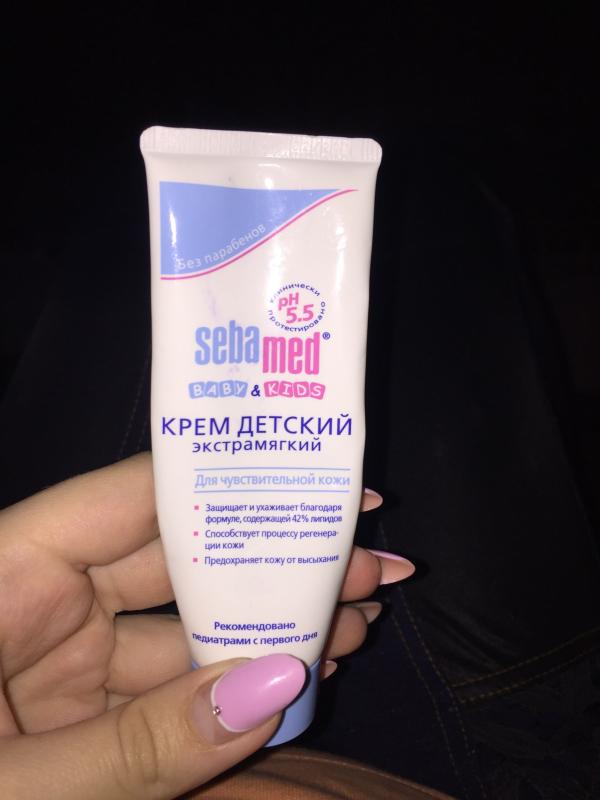 Без парабенов
клинически
pH
5.5
протестировано
sebamed®
BABY & KIDS
КРЕМ ДЕТСКИЙ
экстрамягкий
Для чувствительной кожи
Защищает и ухаживает благодаря
формуле, содержащей 42% липидов
Способствует процессу регенера-
ции кожи
Предохраняет кожу от высыхания
Рекомендовано
педиатрами с первого дня